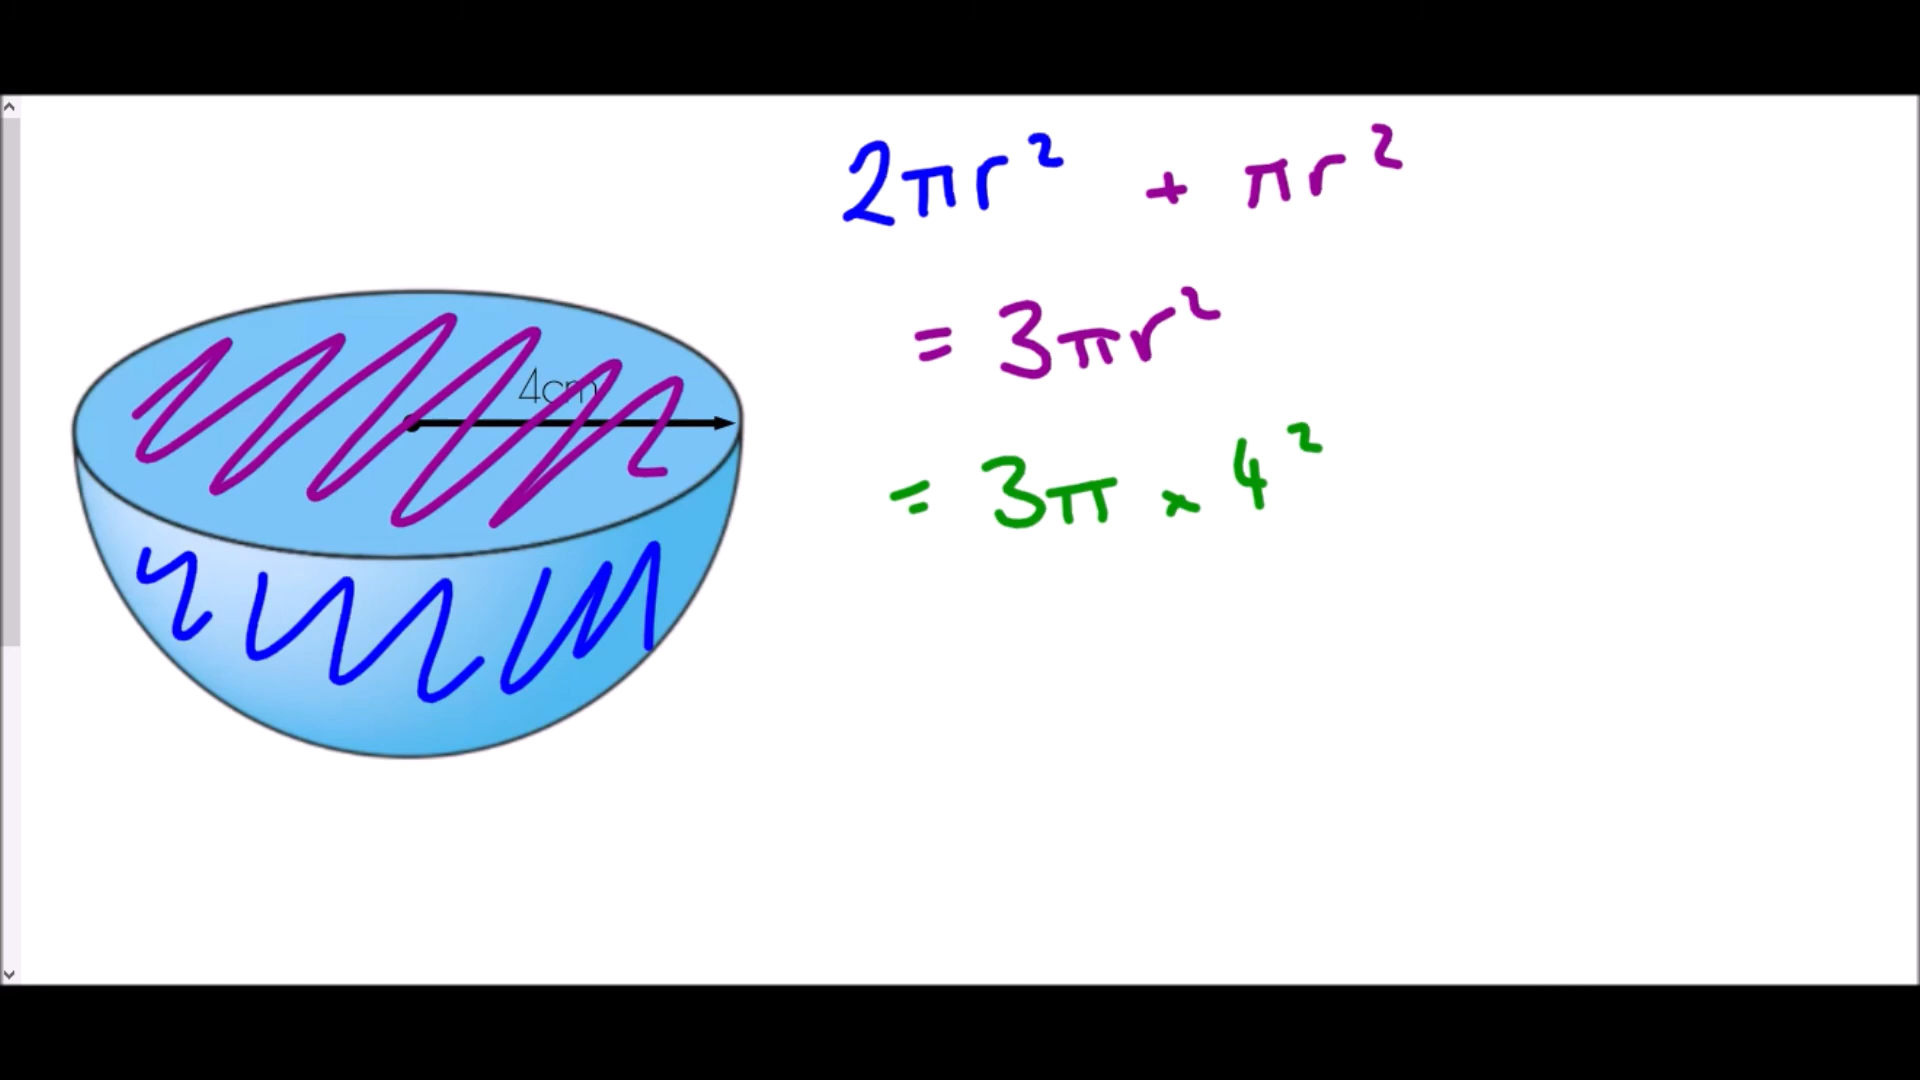 2πr² + πr²
= 3πr²
4cm
= 3π × 4²